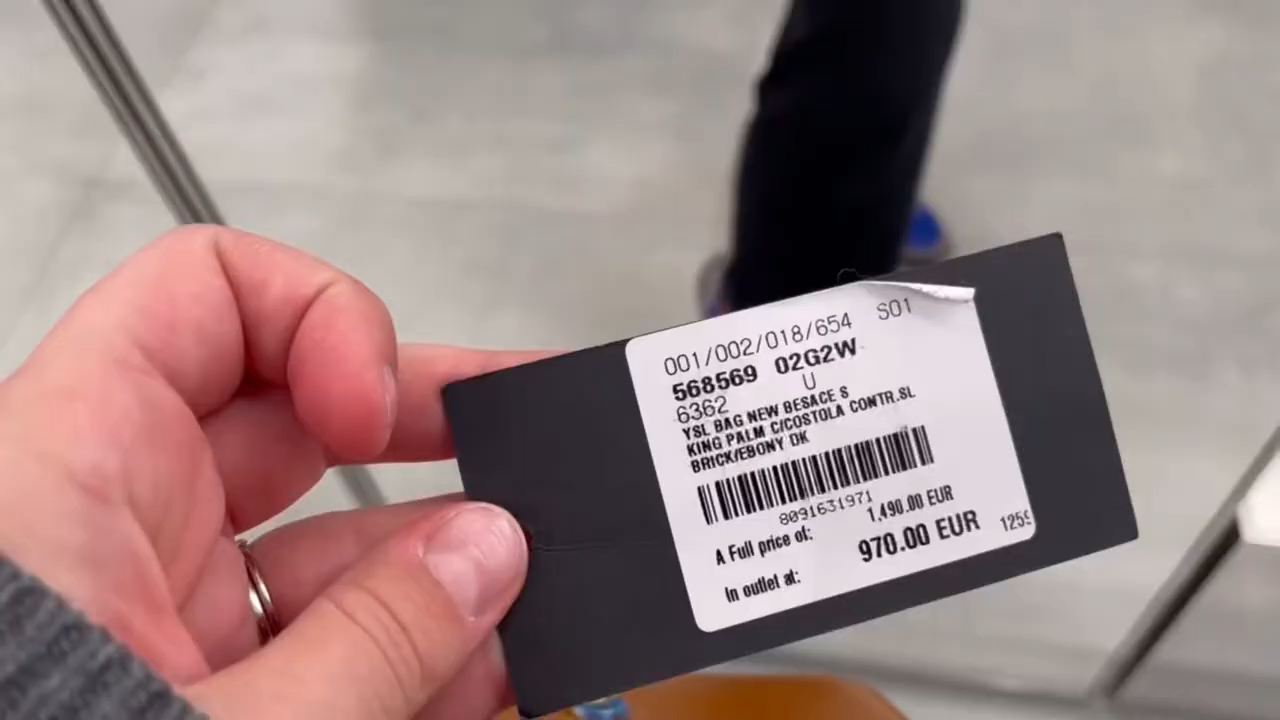 001/002/018/654 S01
568569 02G2W
6362 U
YSL BAG NEW BESACE S
KING PALM C/COSTOLA CONTR.SL
BRICK/EBONY DK
8091631971
A Full price of: 1,490.00 EUR
In outlet at: 970.00 EUR 1259